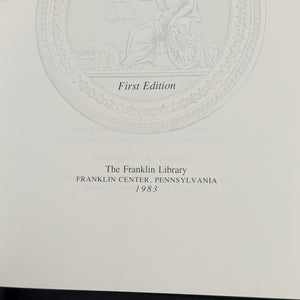 First Edition
The Franklin Library
FRANKLIN CENTER, PENNSYLVANIA
1983